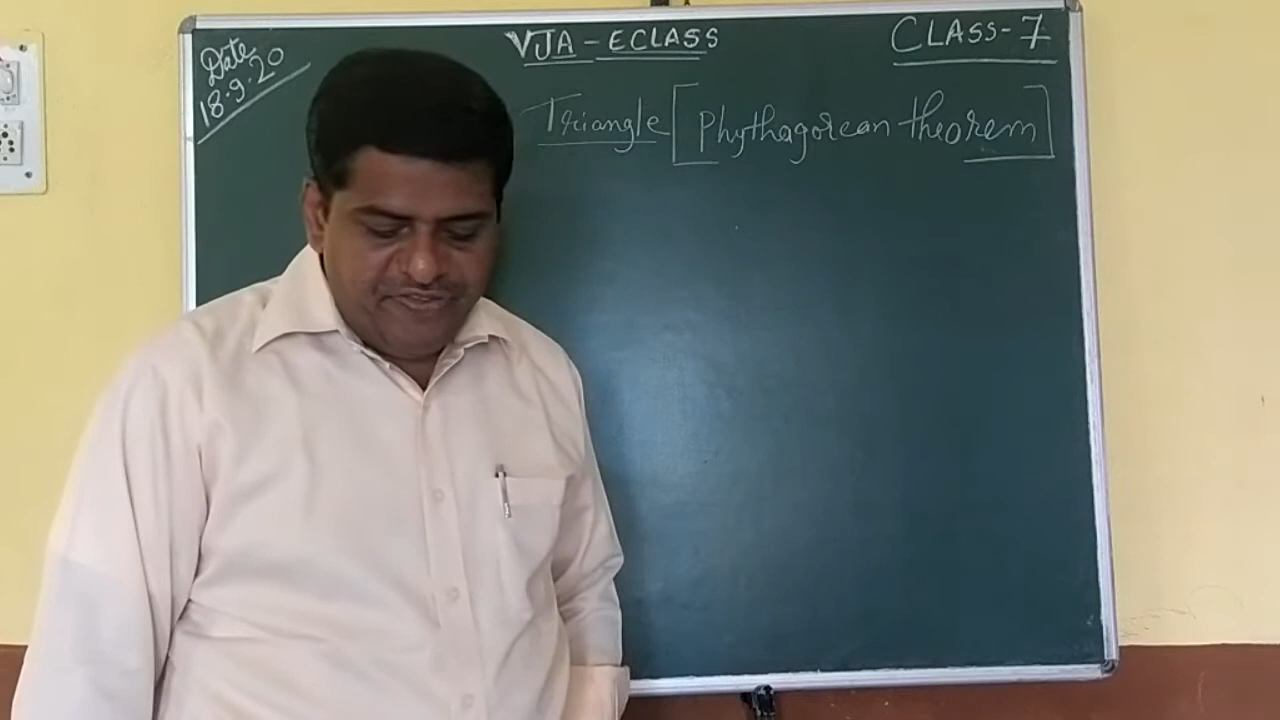 Date
18.9.20
VJA - ECLASS
CLASS - 7
Triangle [Phythagorean theorem]